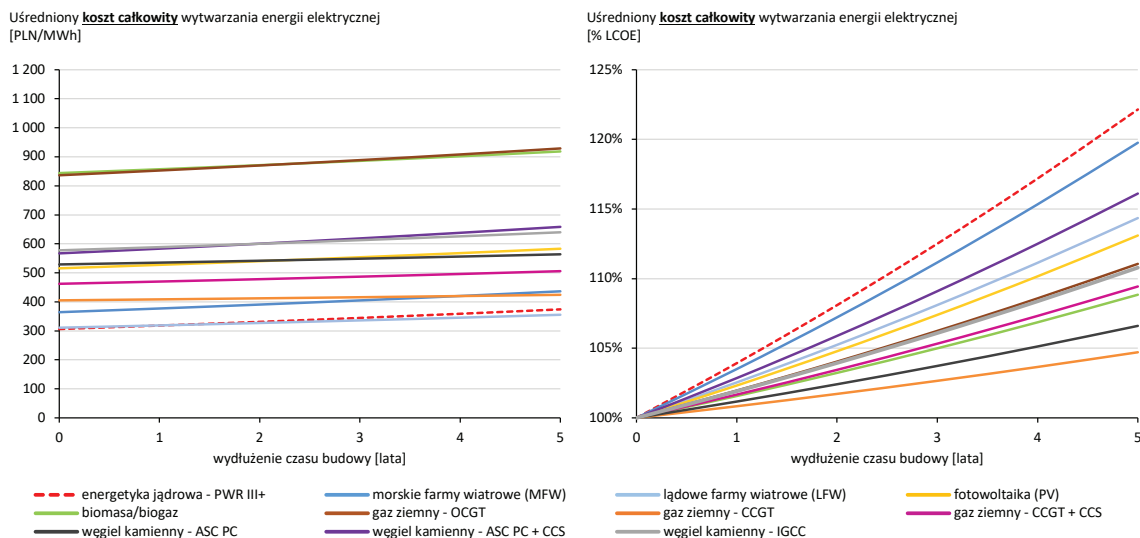 Uśredniony koszt całkowity wytwarzania energii elektrycznej
[PLN/MWh]
1 200
1 100
1 000
900
800
700
600
500
400
300
200
100
0
0 1 2 3 4 5
wydłużenie czasu budowy [lata]
Uśredniony koszt całkowity wytwarzania energii elektrycznej
[% LCOE]
125%
120%
115%
110%
105%
100%
0 1 2 3 4 5
wydłużenie czasu budowy [lata]
energetyka jądrowa - PWR III+
morskie farmy wiatrowe (MFW)
lądowe farmy wiatrowe (LFW)
fotowoltaika (PV)
biomasa/biogaz
gaz ziemny - OCGT
gaz ziemny - CCGT
gaz ziemny - CCGT + CCS
węgiel kamienny - ASC PC
węgiel kamienny - ASC PC + CCS
węgiel kamienny - IGCC